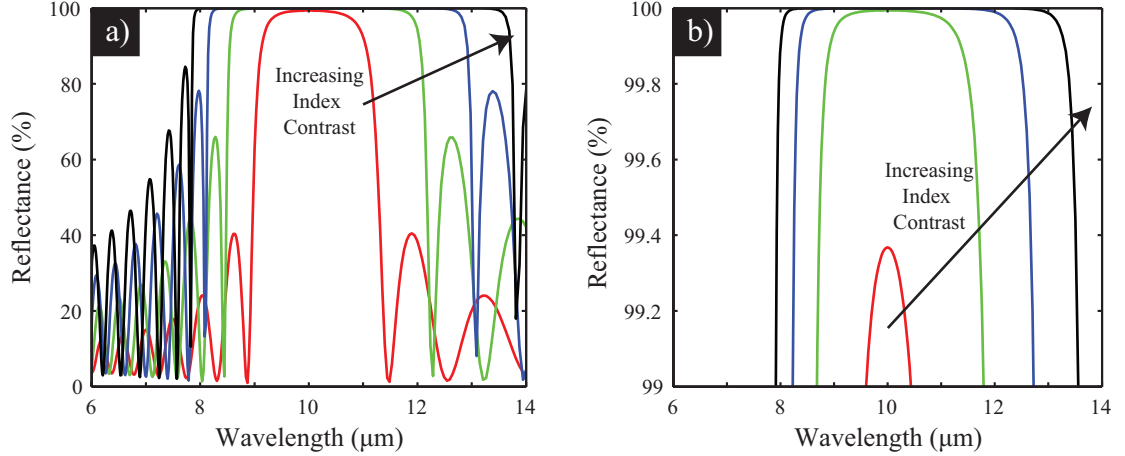 a)
100
80
60
40
20
0
Reflectance (%)
6
8
10
12
14
Wavelength (μm)
Increasing
Index
Contrast
b)
100
99.8
99.6
99.4
99.2
99
Reflectance (%)
6
8
10
12
14
Wavelength (μm)
Increasing
Index
Contrast